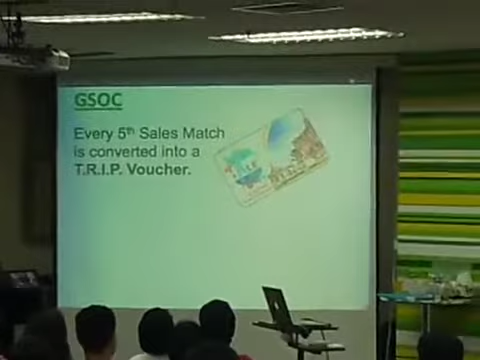 GSOC
Every 5th Sales Match
is converted into a
T.R.I.P. Voucher.